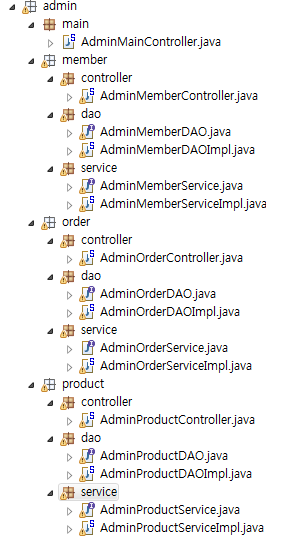 admin
main
AdminMainController.java
member
controller
AdminMemberController.java
dao
AdminMemberDAO.java
AdminMemberDAOImpl.java
service
AdminMemberService.java
AdminMemberServiceImpl.java
order
controller
AdminOrderController.java
dao
AdminOrderDAO.java
AdminOrderDAOImpl.java
service
AdminOrderService.java
AdminOrderServiceImpl.java
product
controller
AdminProductController.java
dao
AdminProductDAO.java
AdminProductDAOImpl.java
service
AdminProductService.java
AdminProductServiceImpl.java